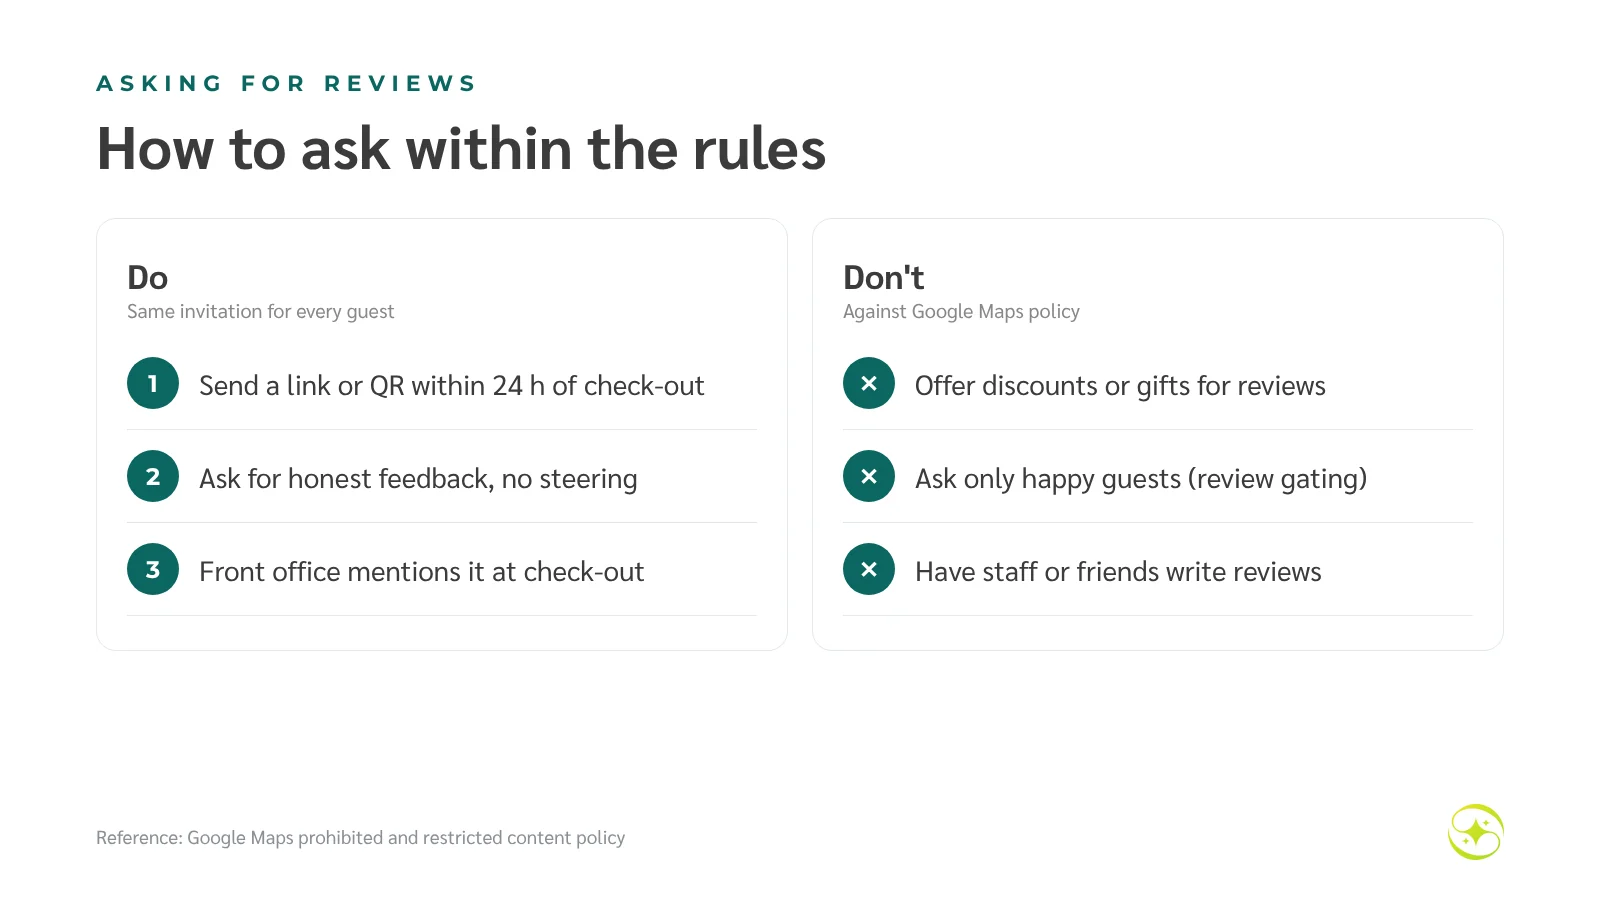 ASKING FOR REVIEWS
How to ask within the rules
Do
Same invitation for every guest
1 Send a link or QR within 24 h of check-out
2 Ask for honest feedback, no steering
3 Front office mentions it at check-out
Don't
Against Google Maps policy
× Offer discounts or gifts for reviews
× Ask only happy guests (review gating)
× Have staff or friends write reviews
Reference: Google Maps prohibited and restricted content policy